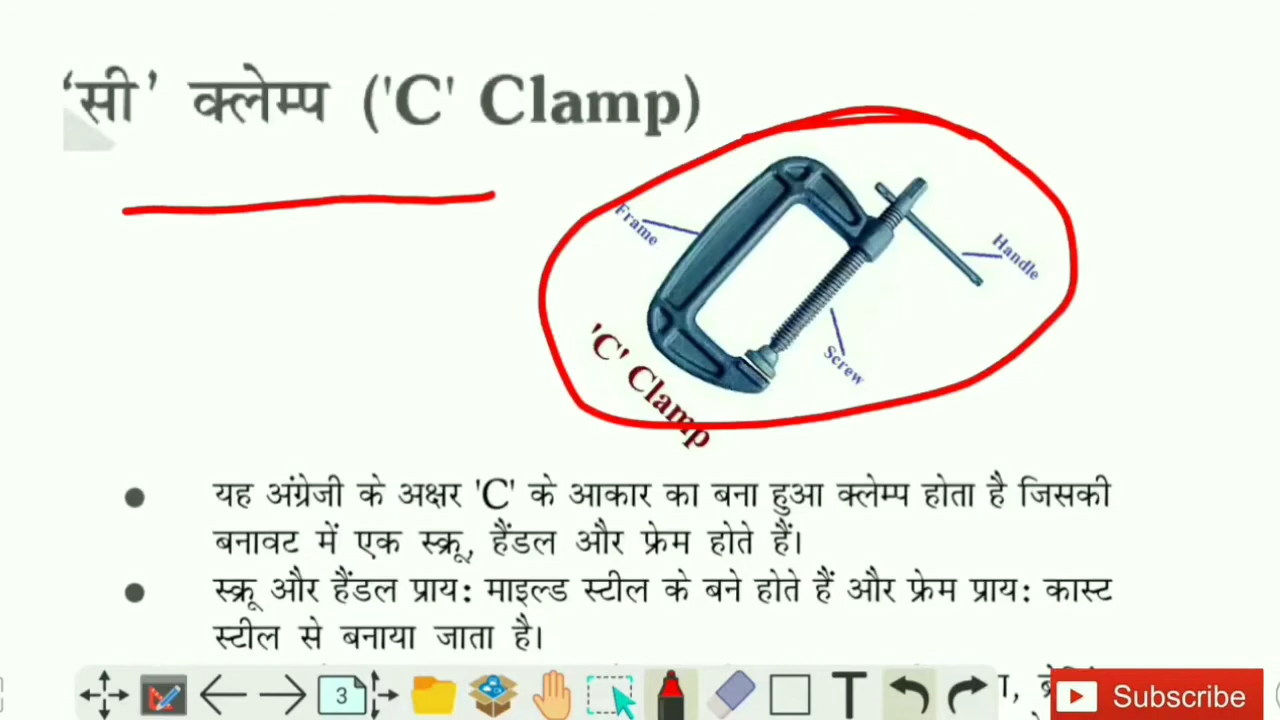 ‘सी’ क्लेम्प ('C' Clamp)
Frame
Handle
Screw
'C' Clamp
यह अंग्रेजी के अक्षर 'C' के आकार का बना हुआ क्लेम्प होता है जिसकी
बनावट में एक स्क्रू, हैंडल और फ्रेम होते हैं।
स्क्रू और हैंडल प्राय: माइल्ड स्टील के बने होते हैं और फ्रेम प्राय: कास्ट
स्टील से बनाया जाता है।
3
T
Subscribe